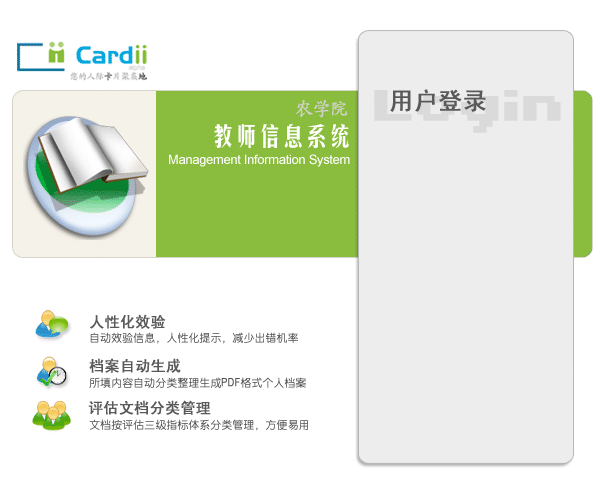 Cardii
您的人际卡片聚集地
农学院
教师信息系统
Management Information System
Login
用户登录
人性化效验
自动效验信息，人性化提示，减少出错机率
档案自动生成
所填内容自动分类整理生成PDF格式个人档案
评估文档分类管理
文档按评估三级指标体系分类管理，方便易用